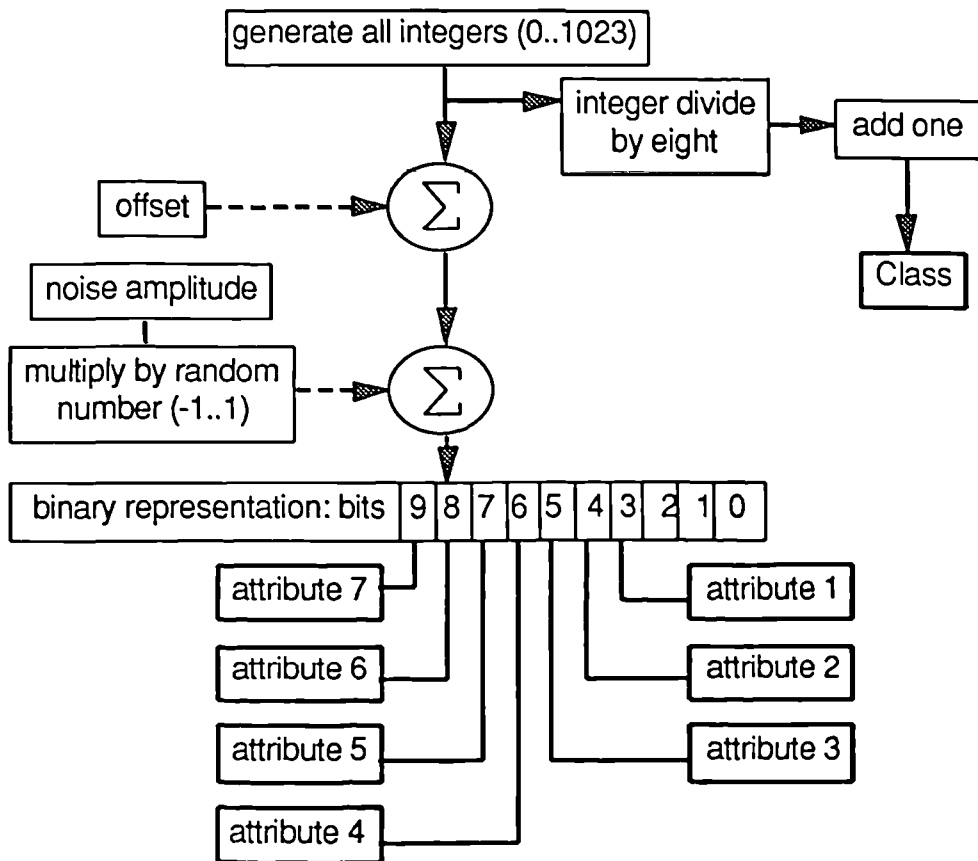 generate all integers (0..1023)
integer divide
by eight
add one
offset
Σ
Class
noise amplitude
multiply by random
number (-1..1)
Σ
binary representation: bits 9 8 7 6 5 4 3 2 1 0
attribute 7
attribute 1
attribute 6
attribute 2
attribute 5
attribute 3
attribute 4